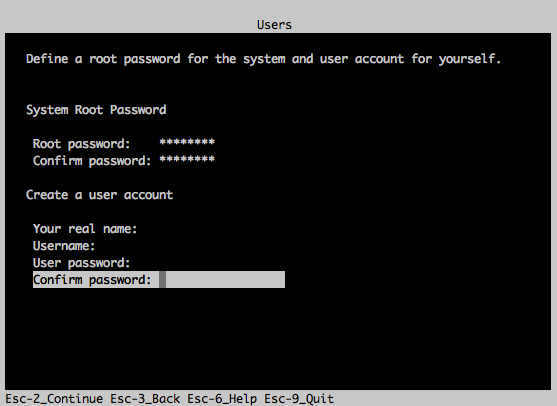 Users
Define a root password for the system and user account for yourself.
System Root Password
Root password: ********
Confirm password: ********
Create a user account
Your real name:
Username:
User password:
Confirm password:
Esc-2_Continue Esc-3_Back Esc-6_Help Esc-9_Quit